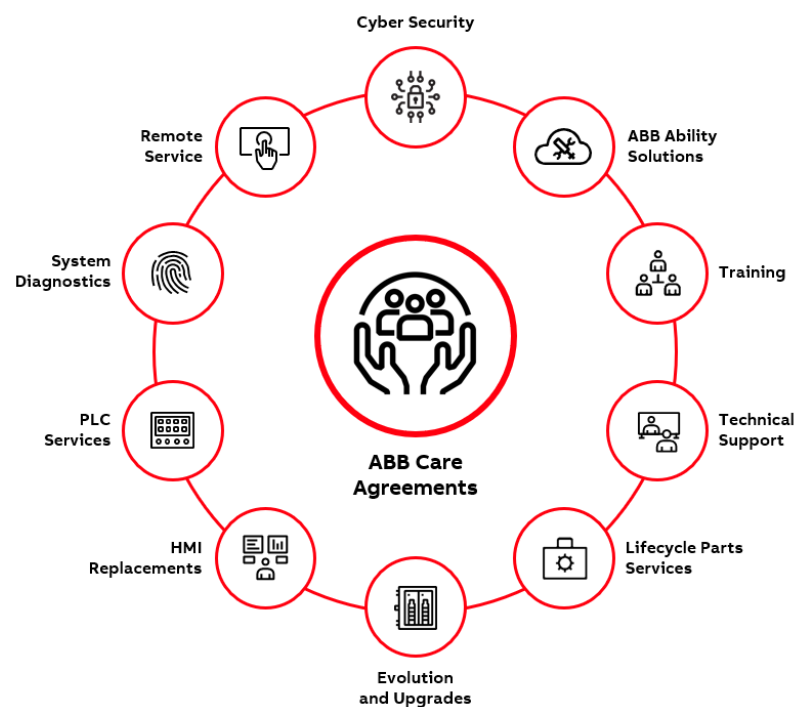 Cyber Security
ABB Ability
Solutions
Training
Technical
Support
Lifecycle Parts
Services
Evolution
and Upgrades
HMI
Replacements
PLC
Services
System
Diagnostics
Remote
Service
ABB Care
Agreements